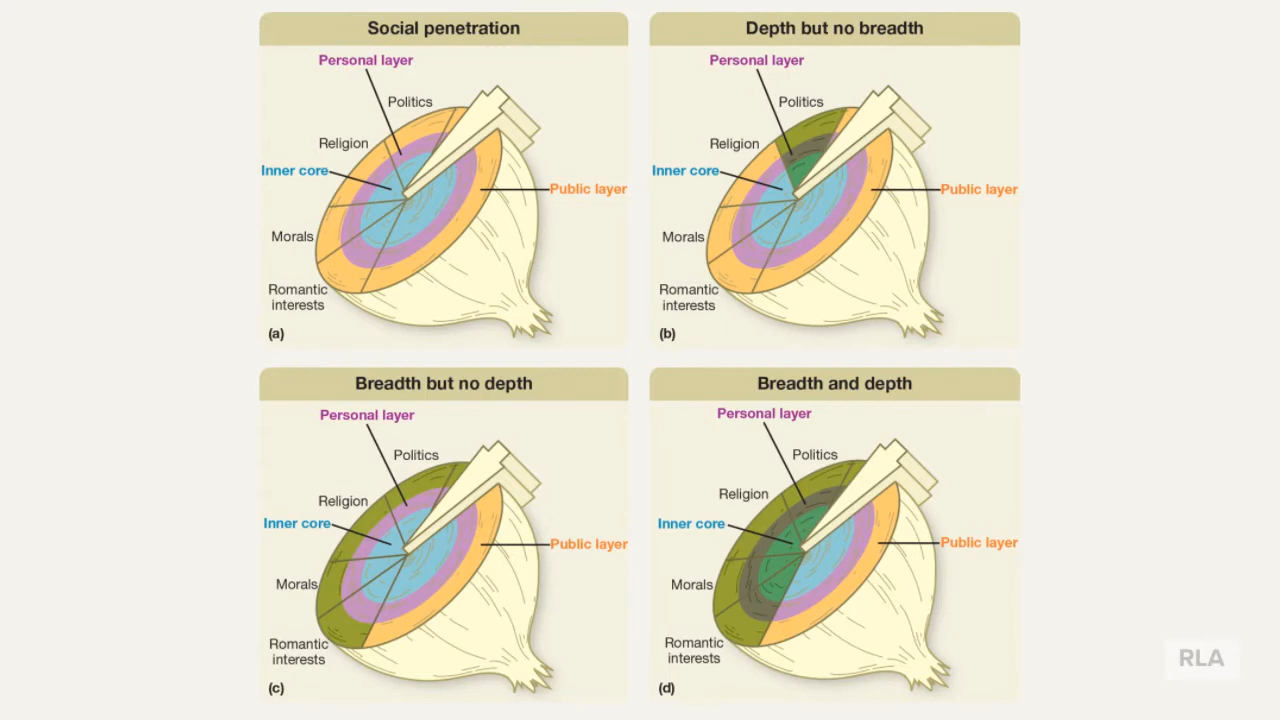 Social penetration
Personal layer
Politics
Religion
Inner core
Public layer
Morals
Romantic
interests
(a)
Depth but no breadth
Personal layer
Politics
Religion
Inner core
Public layer
Morals
Romantic
interests
(b)
Breadth but no depth
Personal layer
Politics
Religion
Inner core
Public layer
Morals
Romantic
interests
(c)
Breadth and depth
Personal layer
Politics
Religion
Inner core
Public layer
Morals
Romantic
interests
(d)
RLA